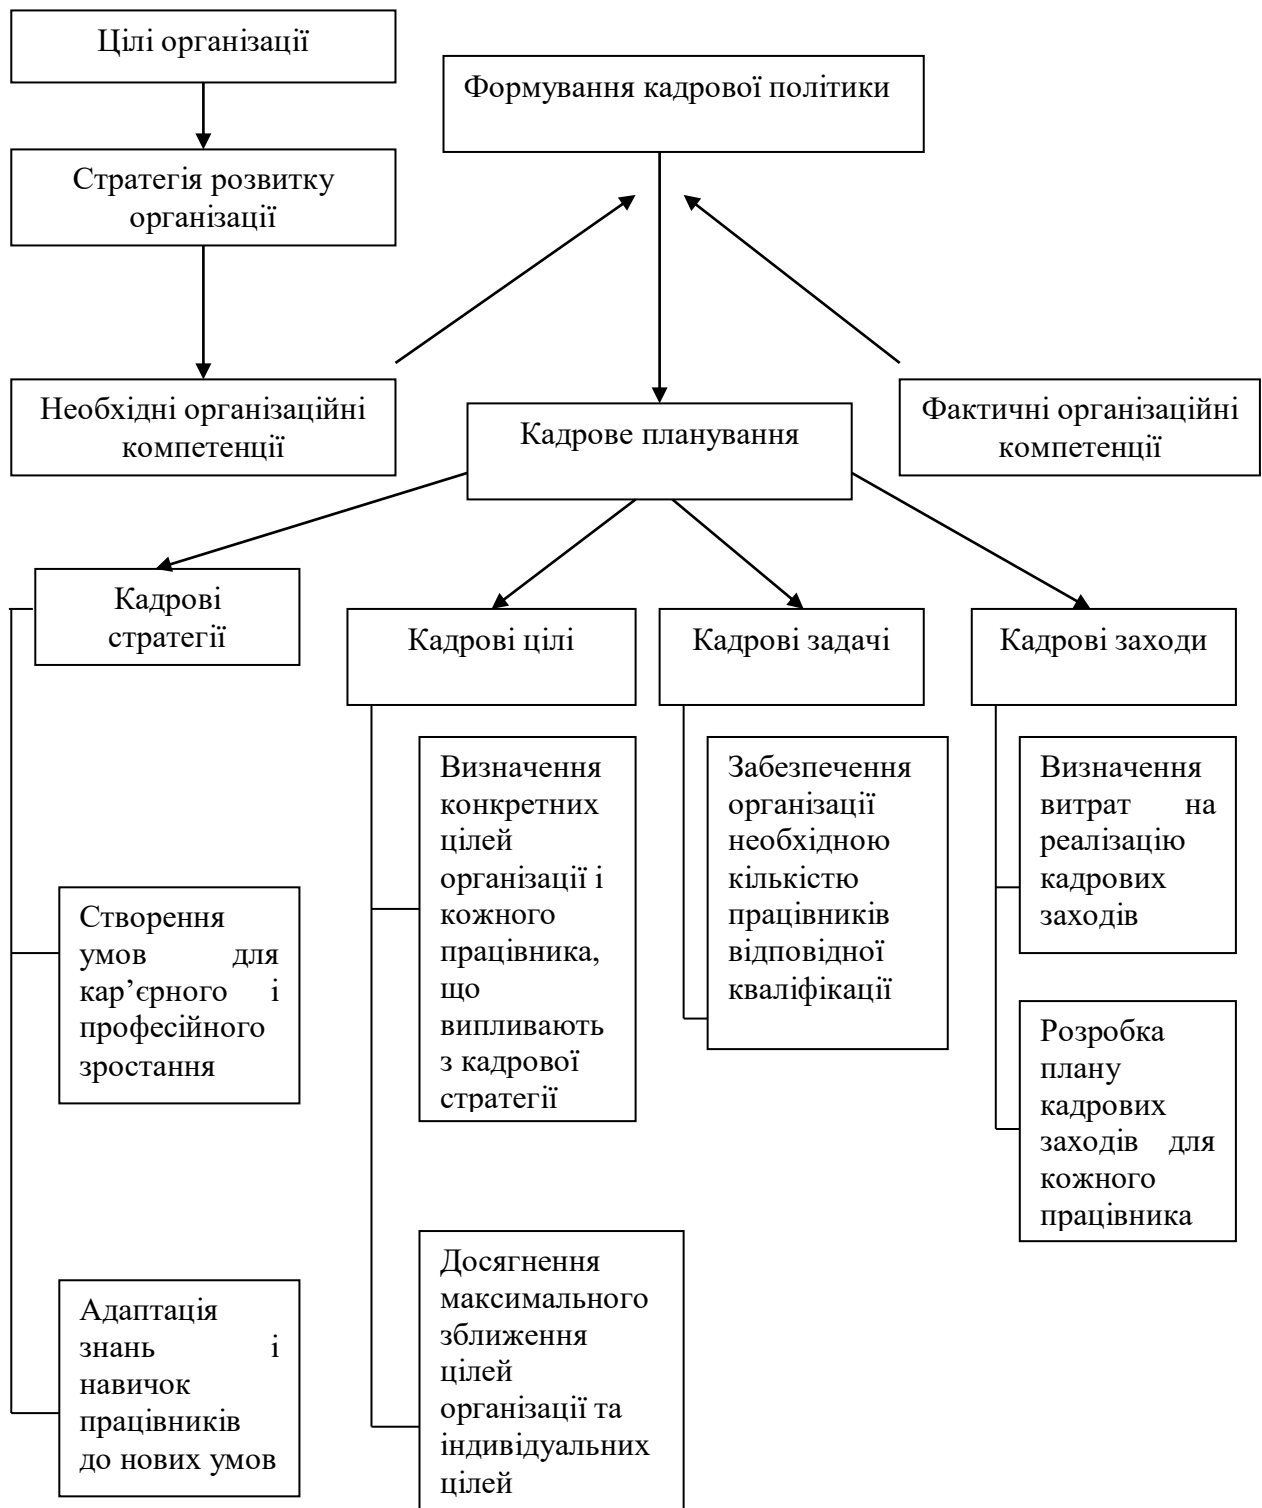 Цілі організації
Формування кадрової політики
Стратегія розвитку
організації
Необхідні організаційні
компетенції
Кадрове планування
Фактичні організаційні
компетенції
Кадрові
стратегії
Кадрові цілі
Кадрові задачі
Кадрові заходи
Створення
умов для
кар’єрного і
професійного
зростання
Адаптація
знань і
навичок
працівників
до нових умов
Визначення
конкретних
цілей
організації і
кожного
працівника,
що
випливають
з кадрової
стратегії
Досягнення
максимального
зближення
цілей
організації та
індивідуальних
цілей
Забезпечення
організації
необхідною
кількістю
працівників
відповідної
кваліфікації
Визначення
витрат на
реалізацію
кадрових
заходів
Розробка
плану
кадрових
заходів для
кожного
працівника